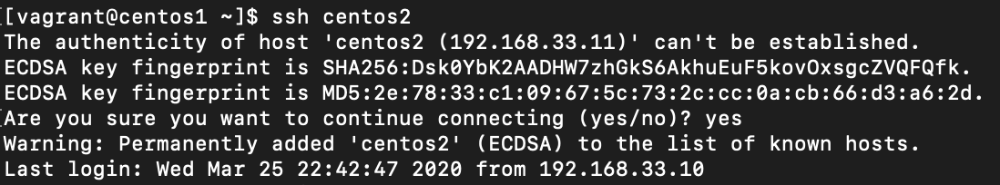 [[vagrant@centos1 ~]$ ssh centos2
The authenticity of host 'centos2 (192.168.33.11)' can't be established.
ECDSA key fingerprint is SHA256:Dsk0YbK2AADHW7zhGkS6AkhuEuF5kovOxsgcZVQFQfk.
ECDSA key fingerprint is MD5:2e:78:33:c1:09:67:5c:73:2c:cc:0a:cb:66:d3:a6:2d.
[Are you sure you want to continue connecting (yes/no)? yes
Warning: Permanently added 'centos2' (ECDSA) to the list of known hosts.
Last login: Wed Mar 25 22:42:47 2020 from 192.168.33.10